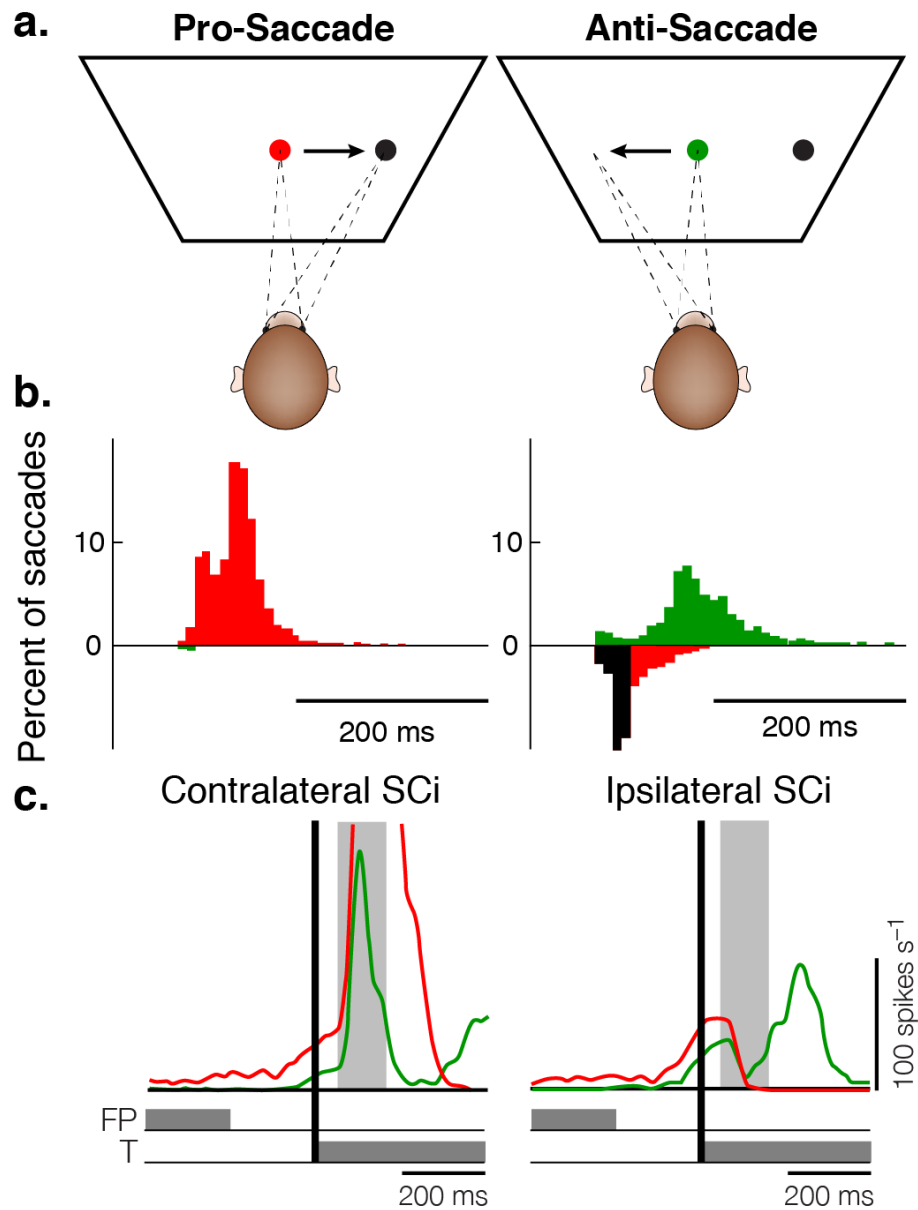 a.
Pro-Saccade Anti-Saccade
b.
Percent of saccades
10 10
0 0
200 ms 200 ms
c.
Contralateral SCi Ipsilateral SCi
100 spikes s⁻¹
FP
T
200 ms 200 ms